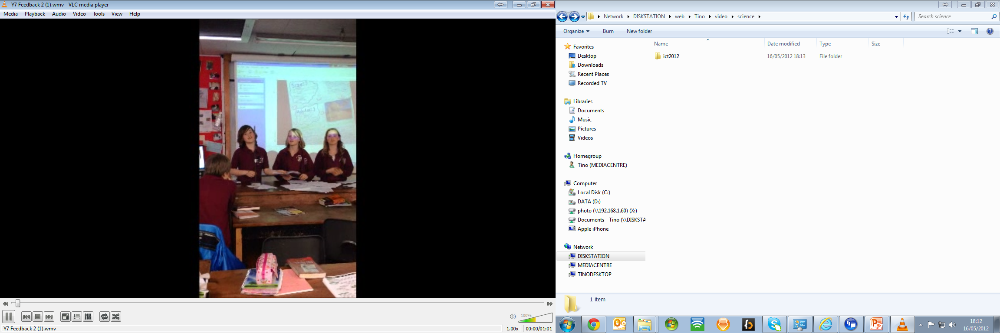 Y7 Feedback 2 (1).wmv - VLC media player
Media Playback Audio Video Tools View Help
Size!!
100%
Y7 Feedback 2 (1).wmv
1.00x 00:00/01:01
Network DISKSTATION web Tino video science
Search science
Organize Burn New folder
Name Date modified Type Size
ict2012 16/05/2012 18:13 File folder
Favorites
Desktop
Downloads
Recent Places
Recorded TV
Libraries
Documents
Music
Pictures
Videos
Homegroup
Tino (MEDIACENTRE)
Computer
Local Disk (C:)
DATA (D:)
photo (\\192.168.1.60) (X:)
Documents - Tino (\\DISKSTA
Apple iPhone
Network
DISKSTATION
MEDIACENTRE
TINODESKTOP
1 item
18:12
16/05/2012